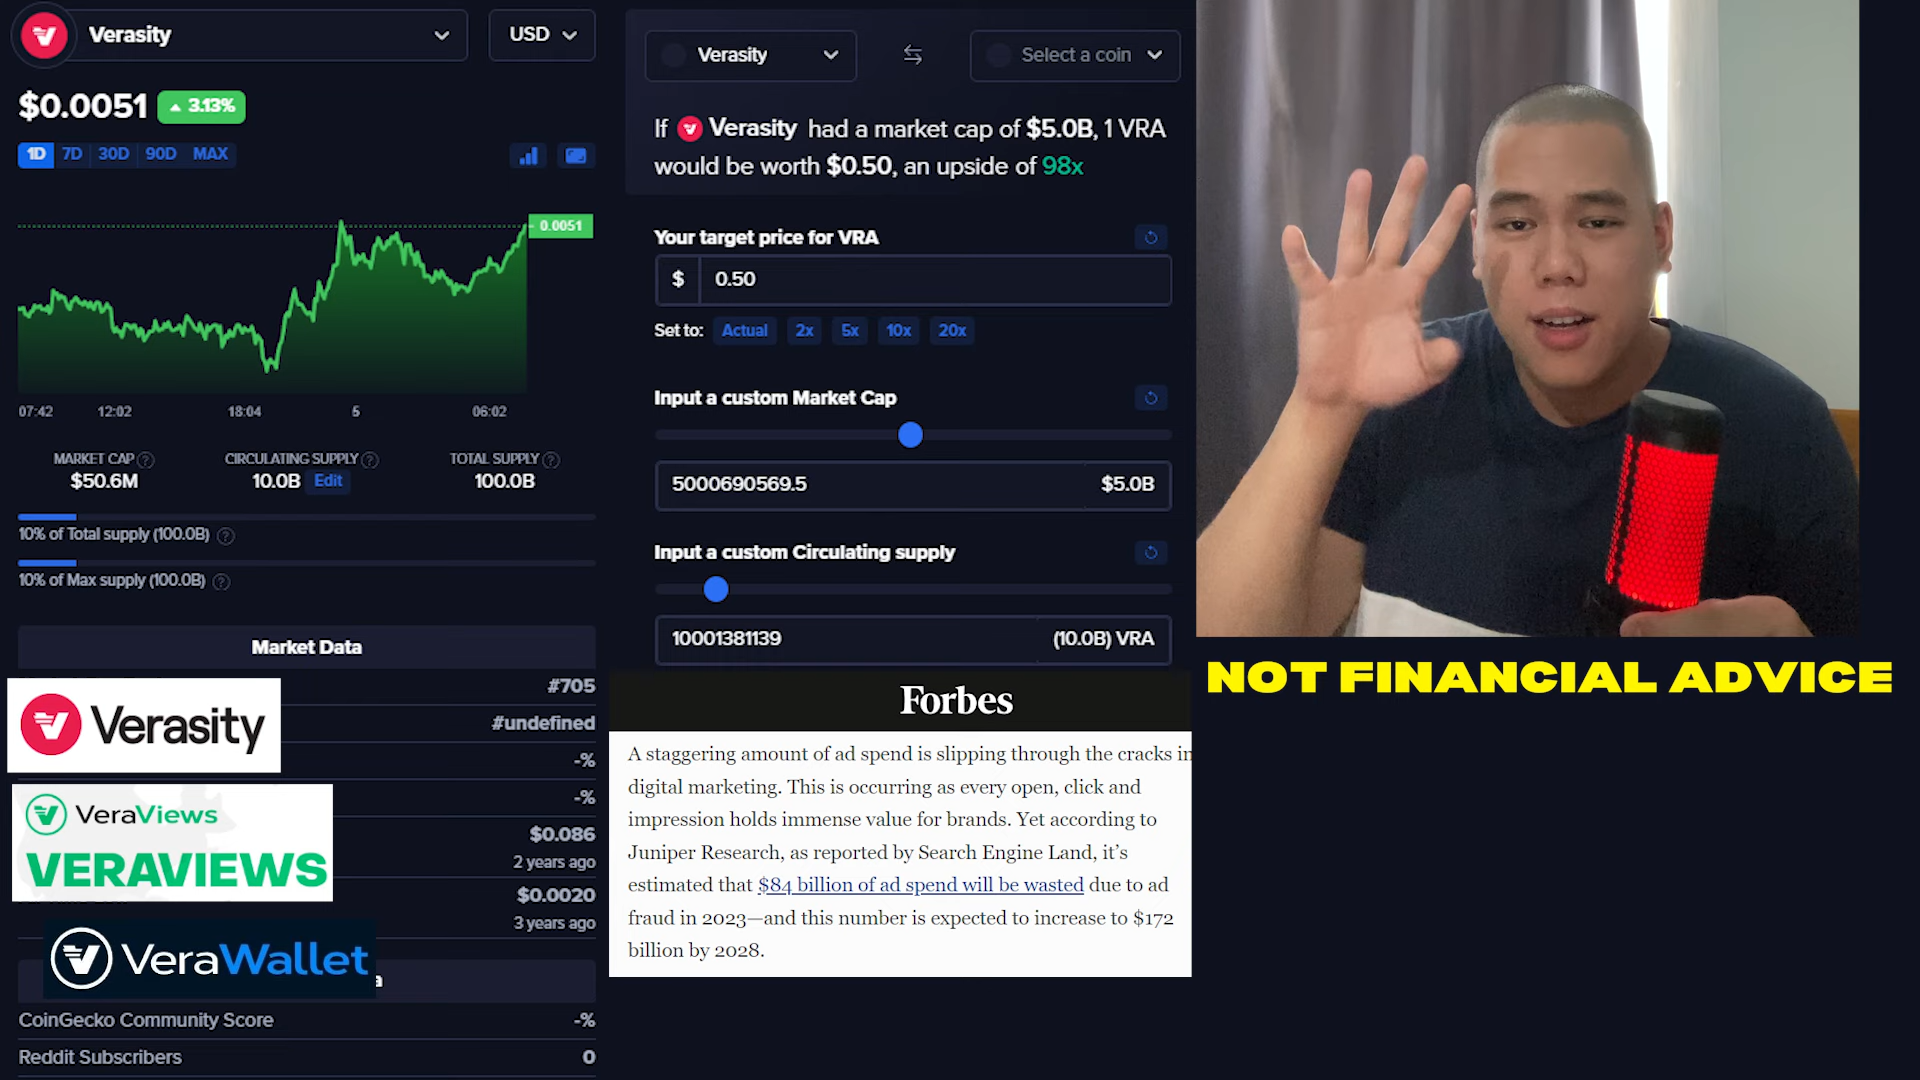 Verasity
USD
$0.0051
3.13%
1D 7D 30D 90D MAX
0.0051
07:42 12:02 18:04 5 06:02
MARKET CAP ? CIRCULATING SUPPLY ? TOTAL SUPPLY ?
$50.6M 10.0B Edit 100.0B
10% of Total supply (100.0B) ?
10% of Max supply (100.0B) ?
Market Data
#705
#undefined
-%
-%
$0.086
2 years ago
$0.0020
3 years ago
Verasity
VeraViews
VERAVIEWS
VeraWallet
a
CoinGecko Community Score -%
Reddit Subscribers 0
Verasity Select a coin
If Verasity had a market cap of $5.0B, 1 VRA
would be worth $0.50, an upside of 98x
Your target price for VRA
$ 0.50
Set to: Actual 2x 5x 10x 20x
Input a custom Market Cap
5000690569.5 $5.0B
Input a custom Circulating supply
10001381139 (10.0B) VRA
Forbes
A staggering amount of ad spend is slipping through the cracks in
digital marketing. This is occurring as every open, click and
impression holds immense value for brands. Yet according to
Juniper Research, as reported by Search Engine Land, it's
estimated that $84 billion of ad spend will be wasted due to ad
fraud in 2023—and this number is expected to increase to $172
billion by 2028.
NOT FINANCIAL ADVICE